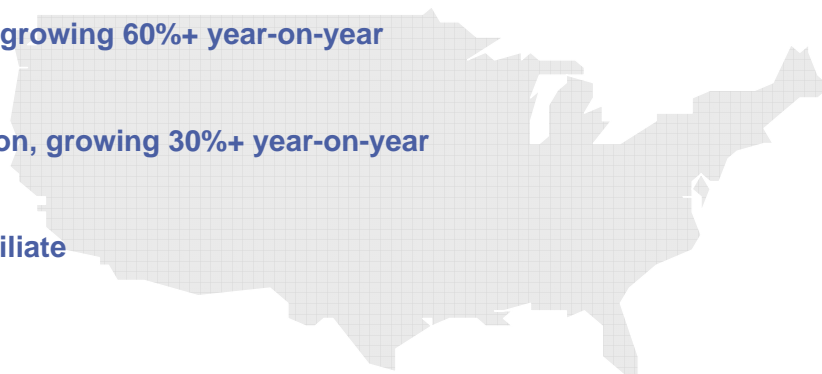 growing 60%+ year-on-year
on, growing 30%+ year-on-year
iliate